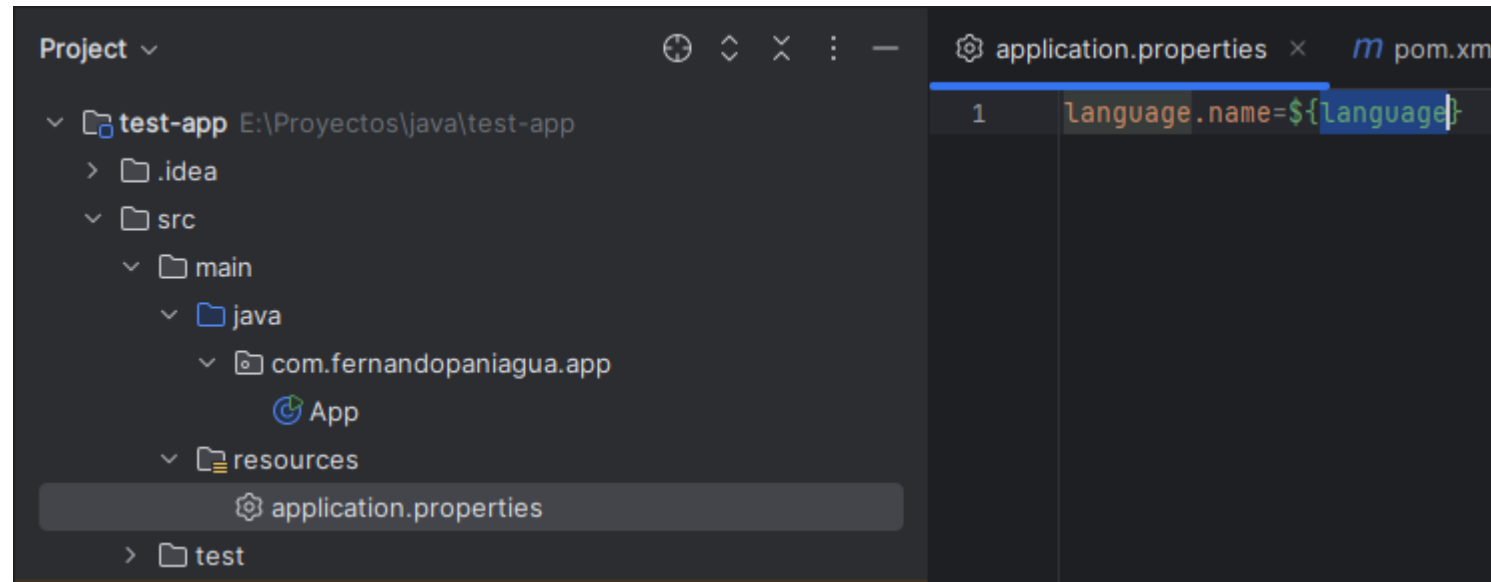 Project
test-app E:\Proyectos\java\test-app
.idea
src
main
java
com.fernandopaniagua.app
App
resources
application.properties
test
application.properties pom.xm
1 language.name=${language}